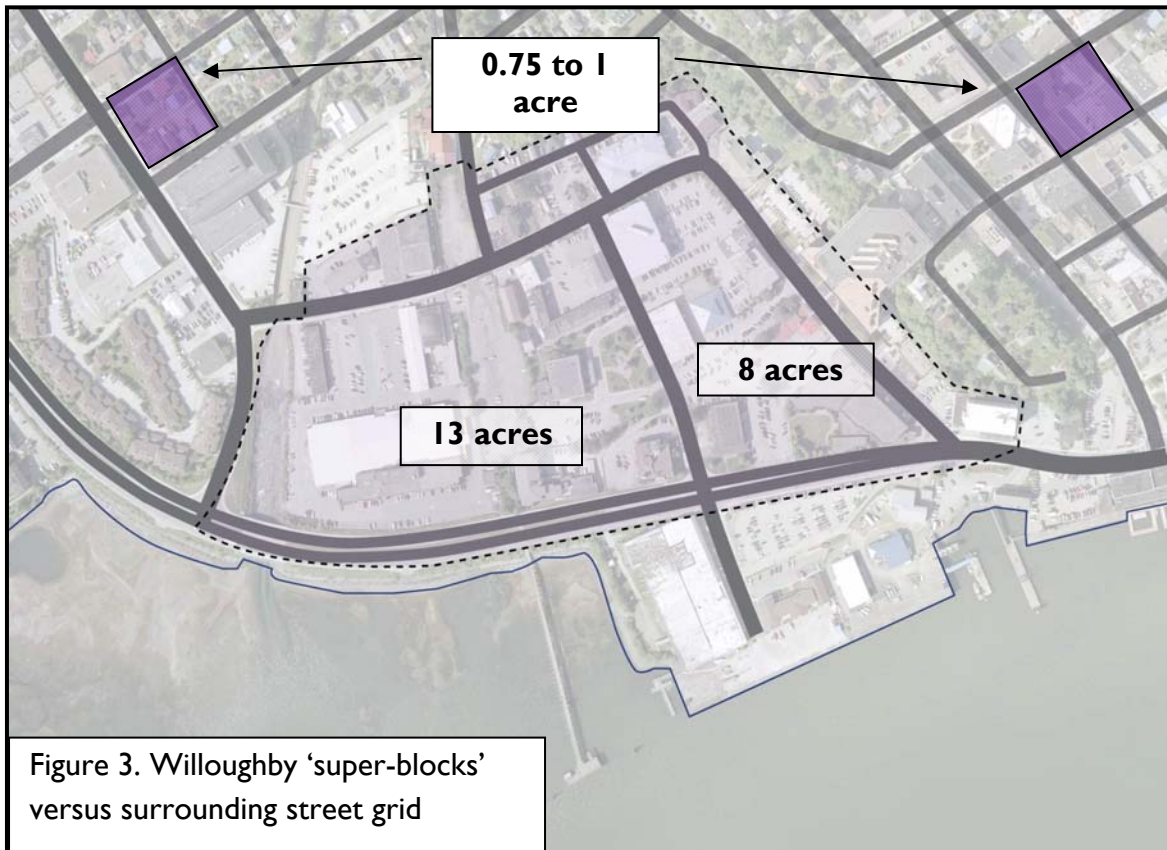 0.75 to 1
acre
8 acres
13 acres
Figure 3. Willoughby ‘super-blocks’
versus surrounding street grid